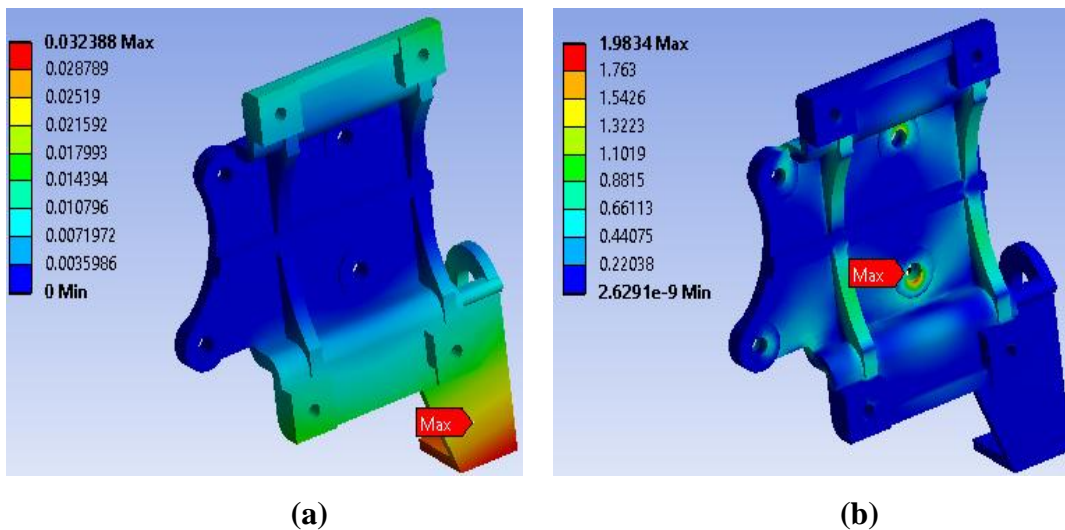 0.032388 Max
0.028789
0.02519
0.021592
0.017993
0.014394
0.010796
0.0071972
0.0035986
0 Min
Max
(a)
1.9834 Max
1.763
1.5426
1.3223
1.1019
0.8815
0.66113
0.44075
0.22038
2.6291e-9 Min
Max
(b)